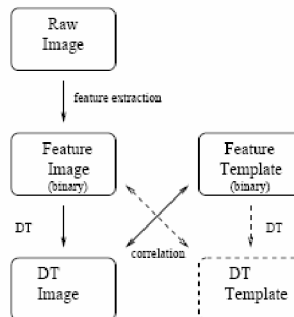 Raw
Image
feature extraction
Feature
Image
(binary)
Feature
Template
(binary)
DT
DT
correlation
DT
Image
DT
Template